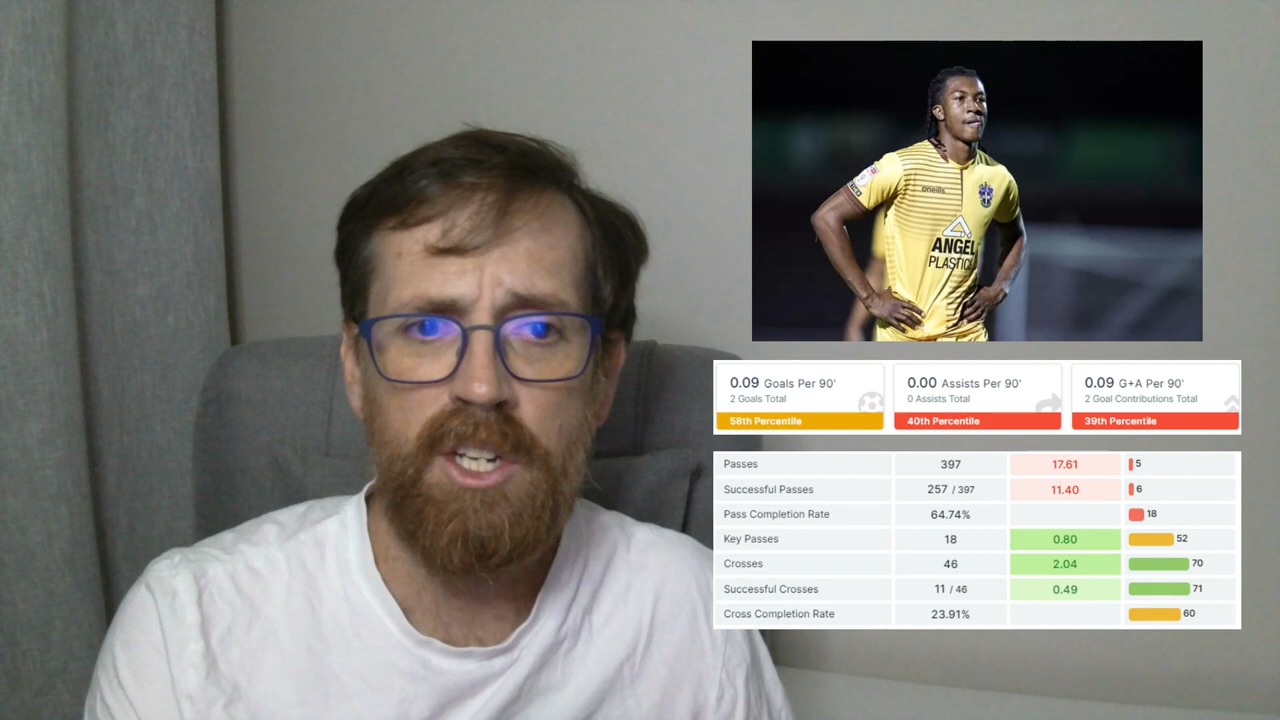 oneills
ANGEL
PLASTIC
0.09 Goals Per 90'
2 Goals Total
58th Percentile
0.00 Assists Per 90'
0 Assists Total
40th Percentile
0.09 G+A Per 90'
2 Goal Contributions Total
39th Percentile
Passes 397 17.61 5
Successful Passes 257 / 397 11.40 6
Pass Completion Rate 64.74% 18
Key Passes 18 0.80 52
Crosses 46 2.04 70
Successful Crosses 11 / 46 0.49 71
Cross Completion Rate 23.91% 60